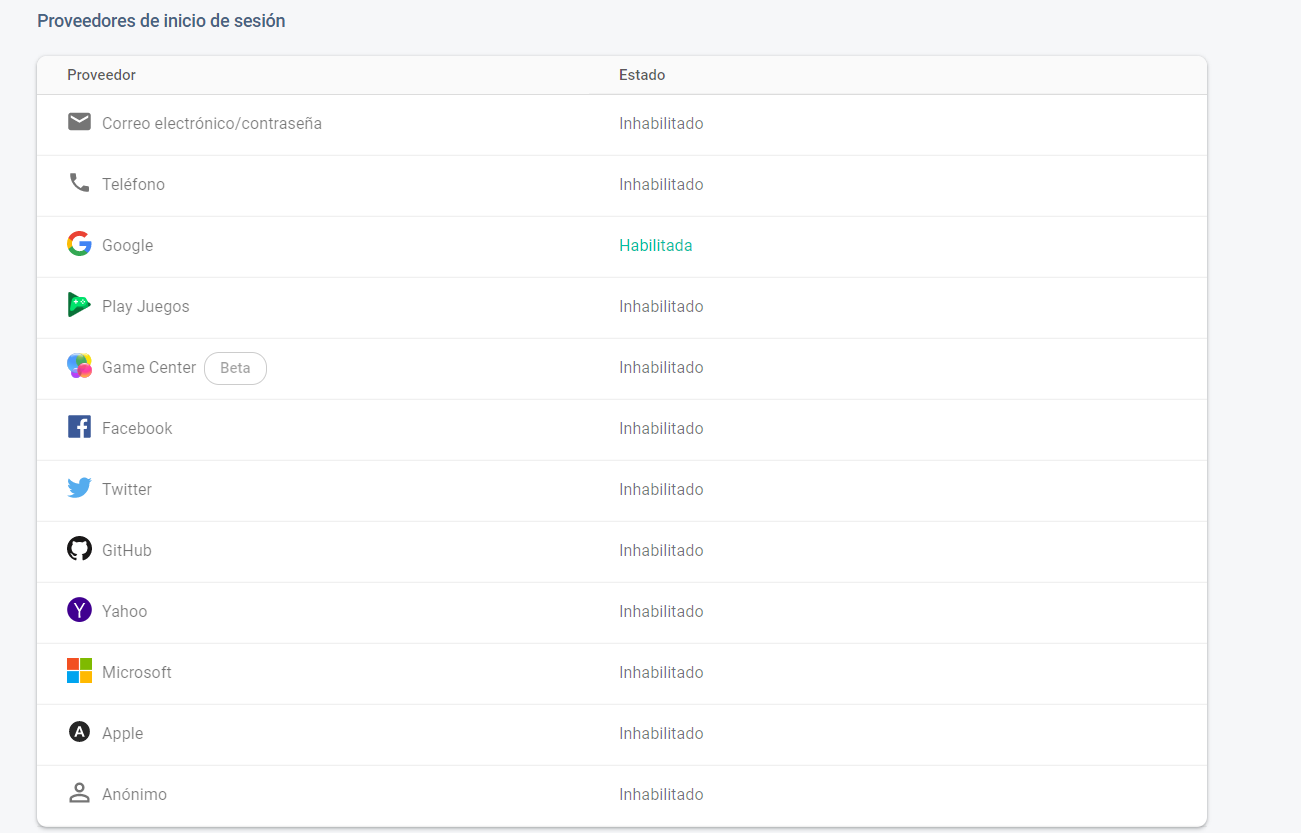 Proveedores de inicio de sesión
Proveedor Estado
Correo electrónico/contraseña Inhabilitado
Teléfono Inhabilitado
Google Habilitada
Play Juegos Inhabilitado
Game Center Beta Inhabilitado
Facebook Inhabilitado
Twitter Inhabilitado
GitHub Inhabilitado
Yahoo Inhabilitado
Microsoft Inhabilitado
Apple Inhabilitado
Anónimo Inhabilitado